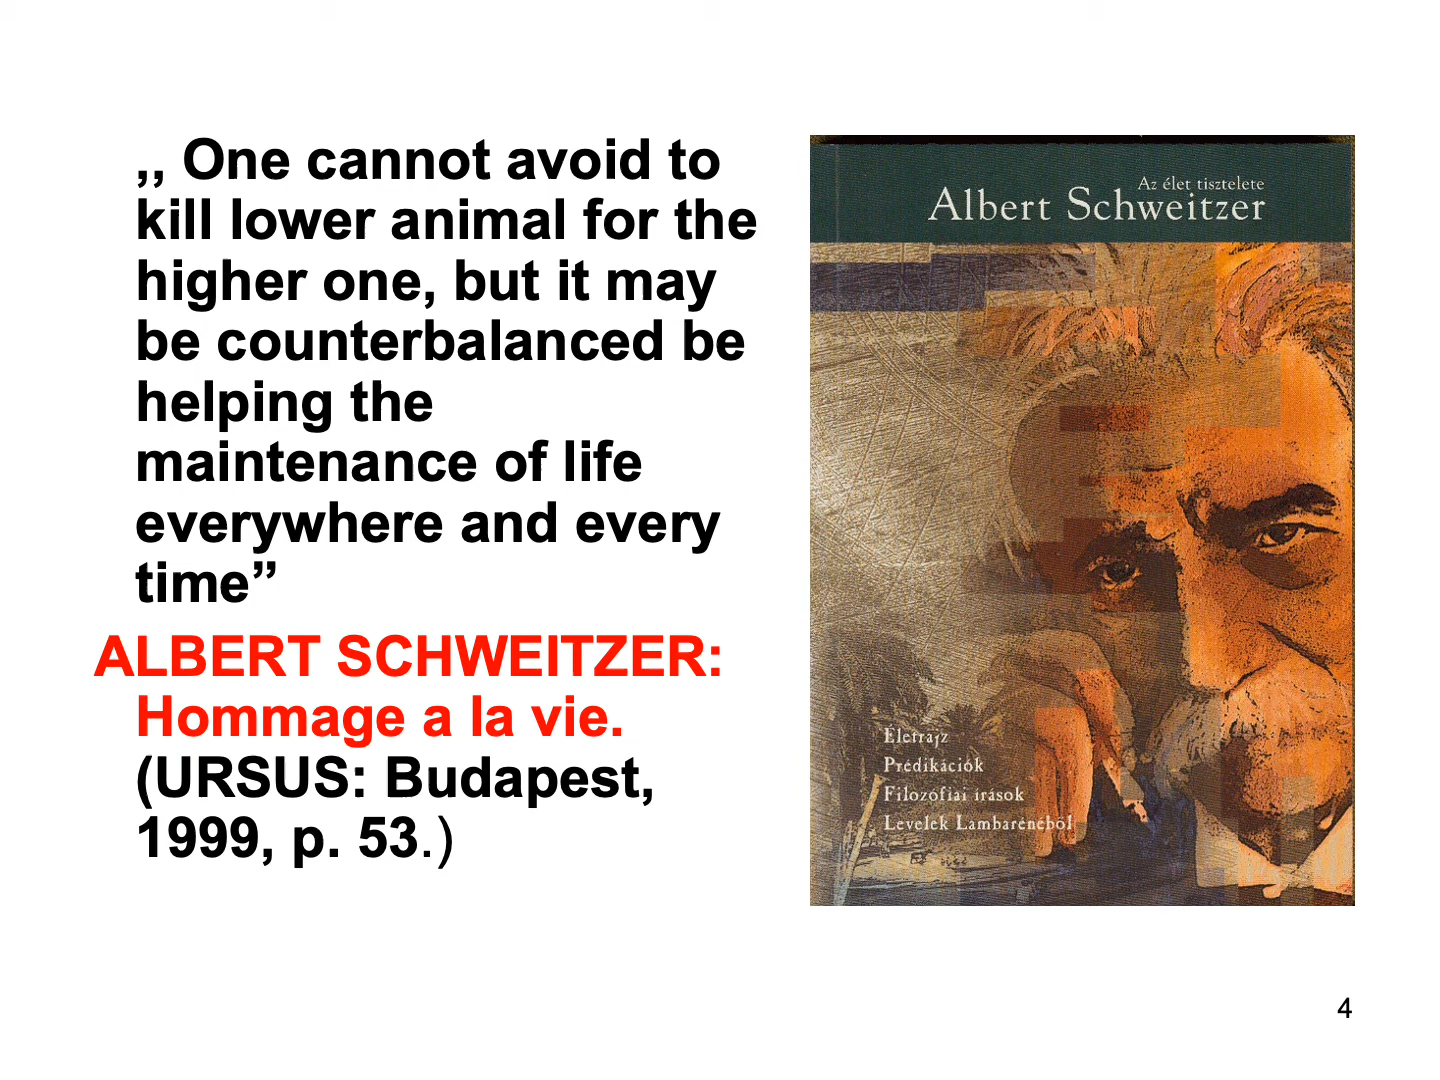 ,, One cannot avoid to
kill lower animal for the
higher one, but it may
be counterbalanced be
helping the
maintenance of life
everywhere and every
time”
ALBERT SCHWEITZER:
Hommage a la vie.
(URSUS: Budapest,
1999, p. 53.)
Az élet tisztelete
Albert Schweitzer
Életrajz
Prédikációk
Filozófiai írások
Levelek Lambarénéből
4